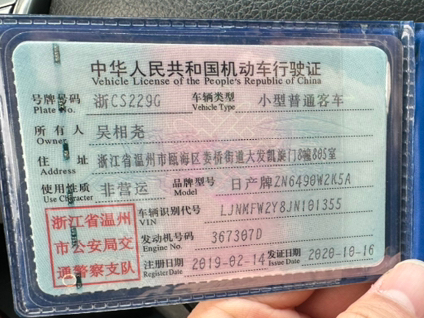 中华人民共和国机动车行驶证
Vehicle License of the People's Republic of China
号牌号码 浙CS229G 车辆类型 小型普通客车
Plate No. Vehicle Type
所有人 吴相尧
Owner
住址 浙江省温州市瓯海区娄桥街道大发凯旋门8幢805室
Address
使用性质 非营运 品牌型号 日产牌ZN6490W2K5A
Use Character Model
浙江省温州
市公安局交
通警察支队
车辆识别代号 LJNMFW2Y8JN101355
VIN
发动机号码 367307D
Engine No.
注册日期 2019-02-14 发证日期 2020-10-16
Register Date Issue Date